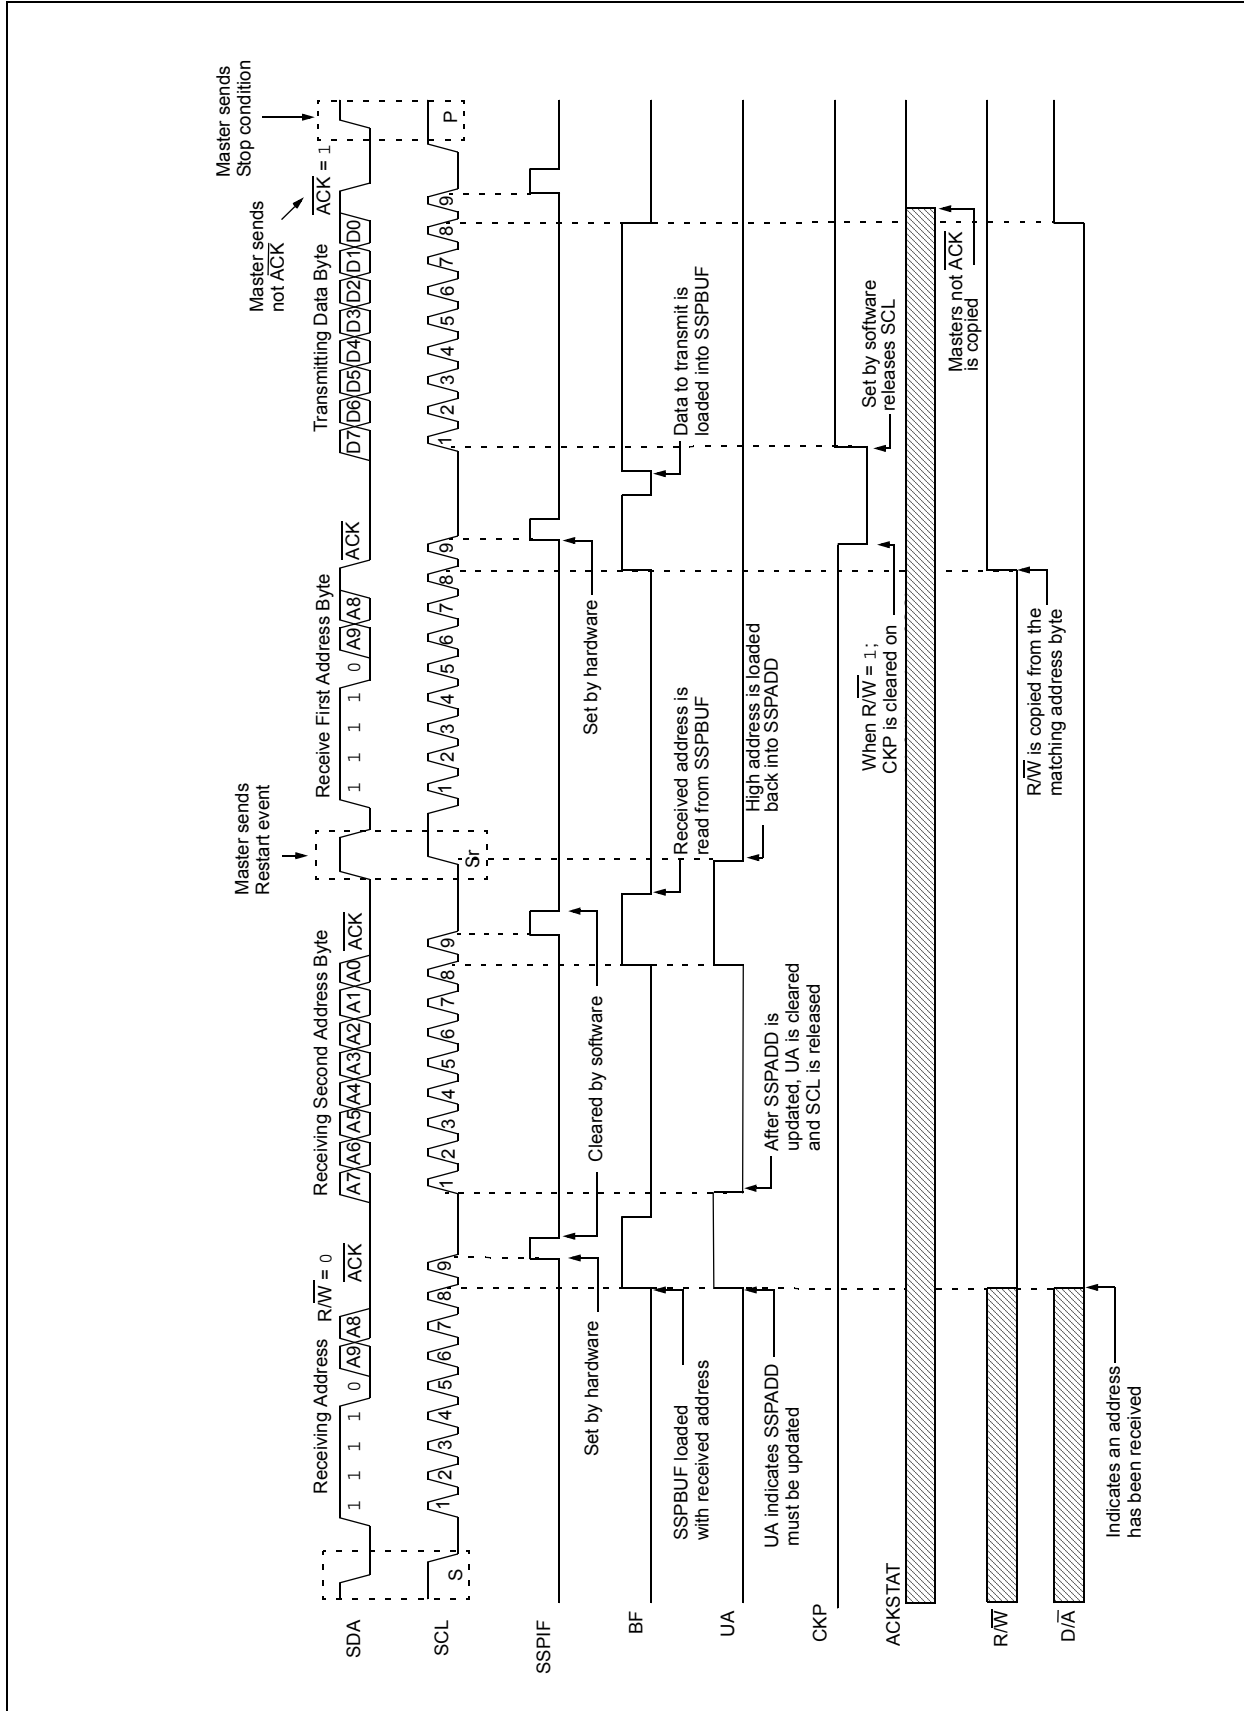 Master sends
Stop condition
Master sends
not ACK
Master sends
Restart event
Receiving Address R/W = 0
Receiving Second Address Byte
Receive First Address Byte
Transmitting Data Byte
ACK = 1
SDA
1 1 1 1 0 A9 A8 ACK
A7 A6 A5 A4 A3 A2 A1 A0 ACK
1 1 1 1 0 A9 A8 ACK
D7 D6 D5 D4 D3 D2 D1 D0
SCL
S
1 2 3 4 5 6 7 8 9
1 2 3 4 5 6 7 8 9
Sr
1 2 3 4 5 6 7 8 9
1 2 3 4 5 6 7 8 9
P
SSPIF
Set by hardware
Cleared by software
Set by hardware
BF
SSPBUF loaded
with received address
Received address is
read from SSPBUF
Data to transmit is
loaded into SSPBUF
UA
UA indicates SSPADD
must be updated
After SSPADD is
updated, UA is cleared
and SCL is released
High address is loaded
back into SSPADD
CKP
When R/W = 1;
CKP is cleared on
Set by software
releases SCL
ACKSTAT
Masters not ACK
is copied
R/W
R/W is copied from the
matching address byte
D/A
Indicates an address
has been received